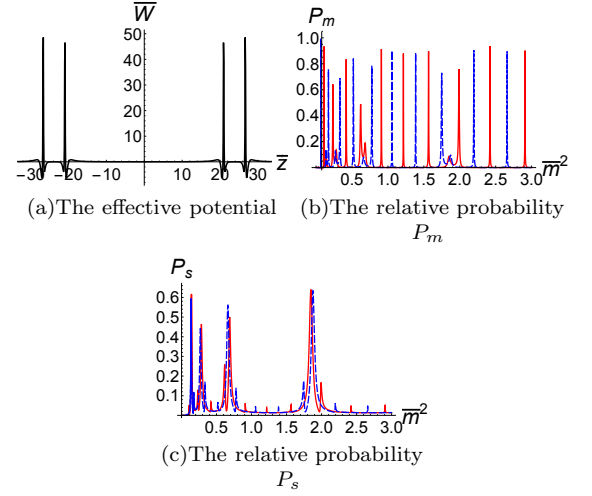 W̅
50
40
30
20
10
−30 −20 0 20 30 z̅
(a)The effective potential
P_m
1.0
0.8
0.6
0.4
0.2
0.5 1.0 1.5 2.0 2.5 3.0 m̅²
(b)The relative probability
P_m
P_s
0.6
0.5
0.4
0.3
0.2
0.1
0.5 1.0 1.5 2.0 2.5 3.0 m̅²
(c)The relative probability
P_s